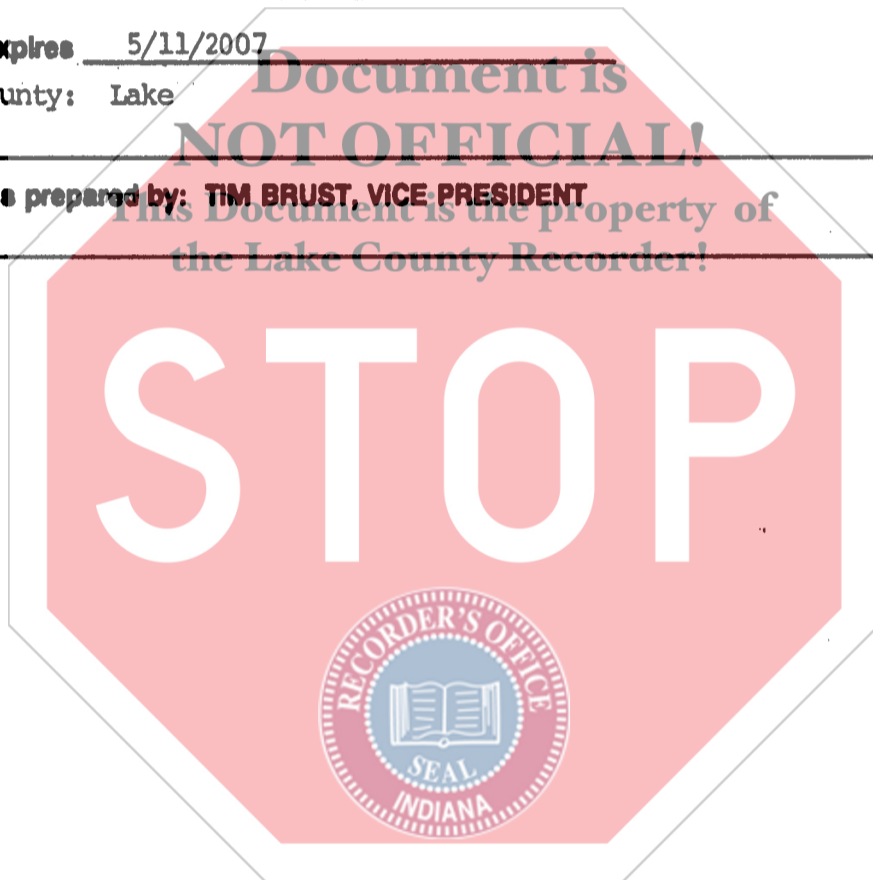 xpires 5/11/2007
Document is
unty: Lake
NOT OFFICIAL!
s prepared by: TIM BRUST, VICE PRESIDENT
This Document is the property of
the Lake County Recorder!
STOP
RECORDER'S OFFICE
SEAL
INDIANA